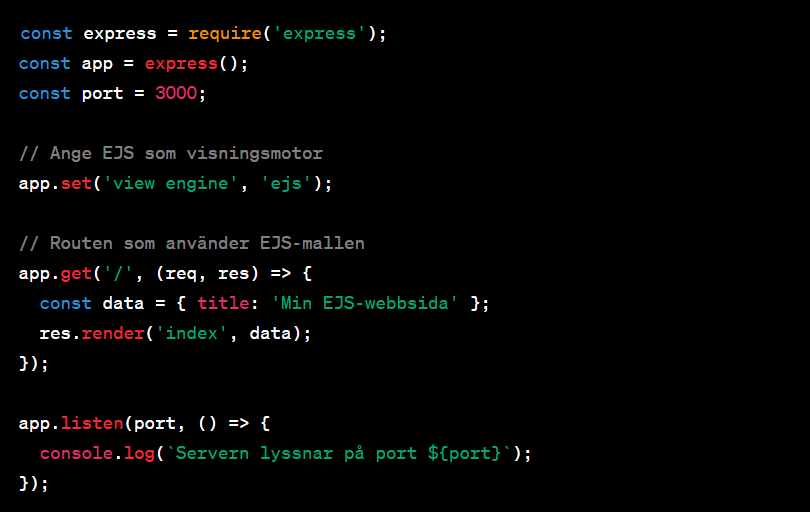 const express = require('express');
const app = express();
const port = 3000;
// Ange EJS som visningsmotor
app.set('view engine', 'ejs');
// Routen som använder EJS-mallen
app.get('/', (req, res) => {
  const data = { title: 'Min EJS-webbsida' };
  res.render('index', data);
});
app.listen(port, () => {
  console.log(`Servern lyssnar på port ${port}`);
});